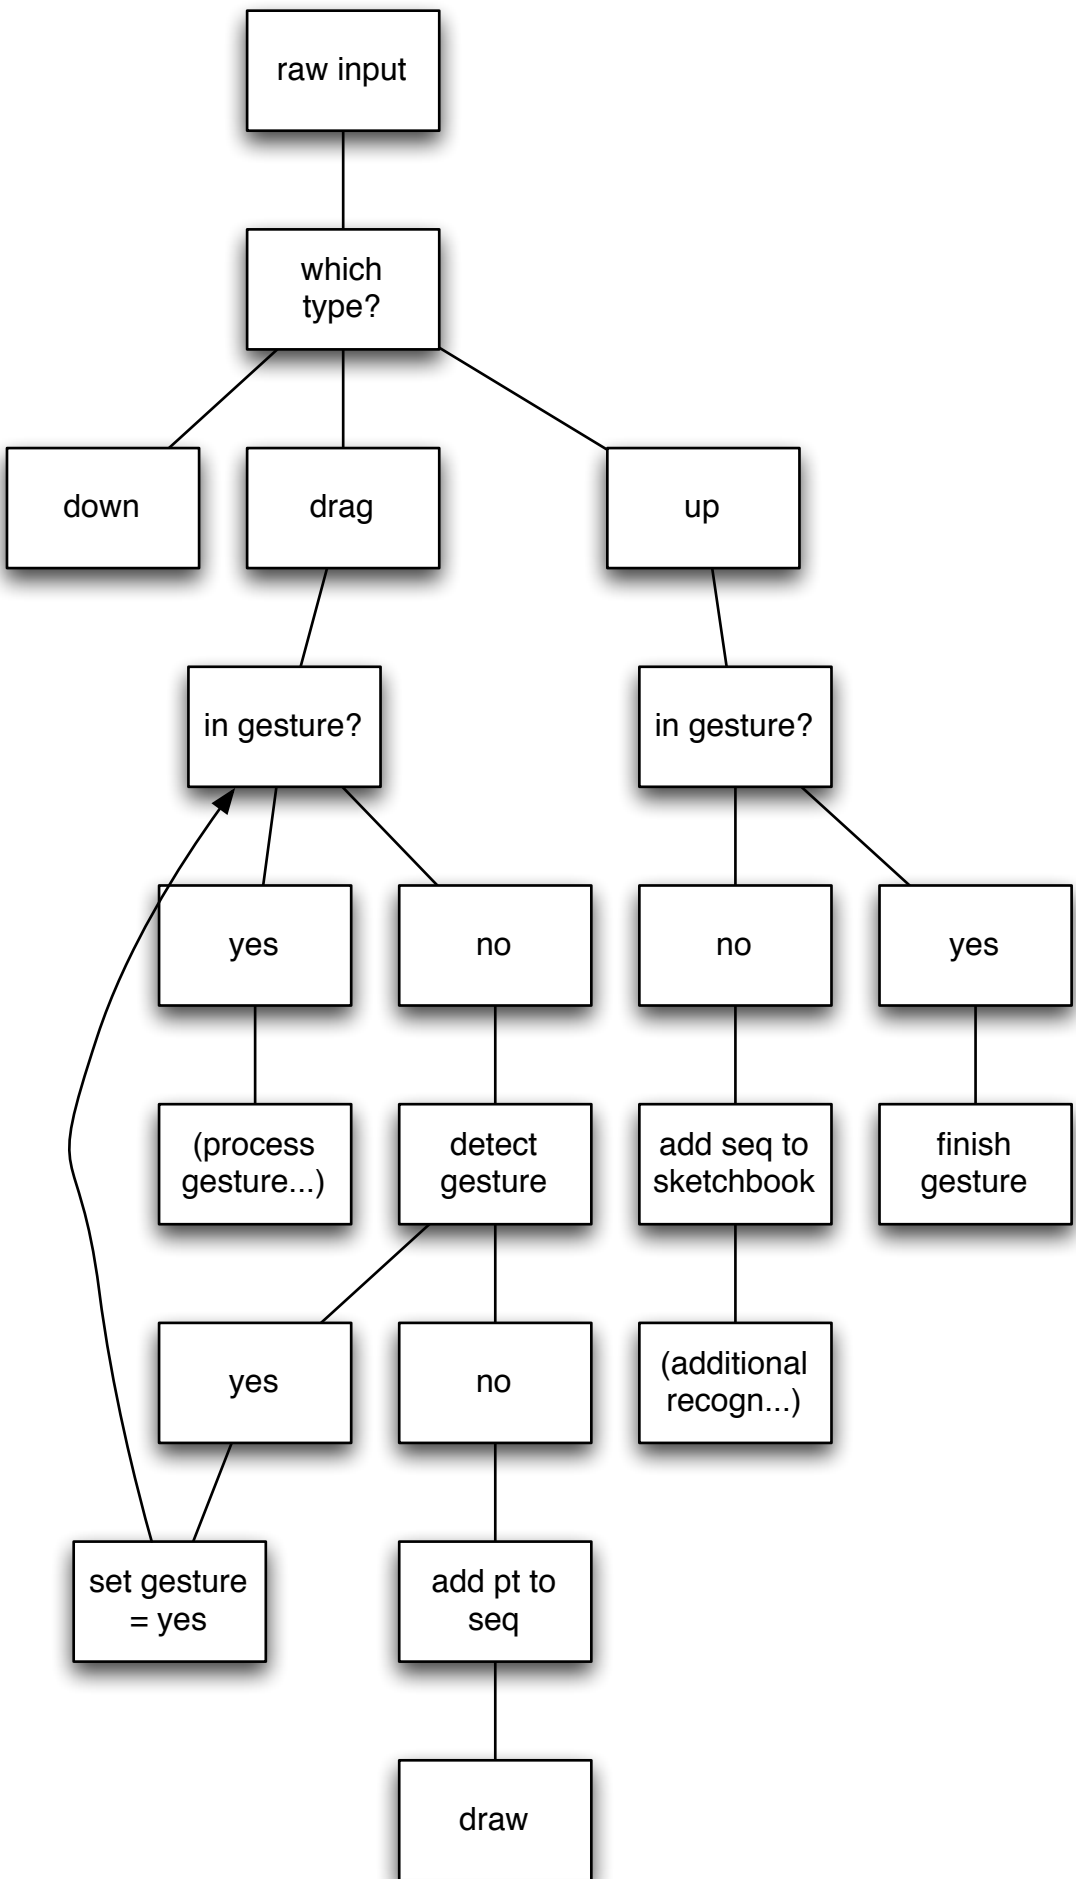 raw input
which
type?
down
drag
up
in gesture?
in gesture?
yes
no
no
yes
(process
gesture...)
detect
gesture
add seq to
sketchbook
finish
gesture
yes
no
(additional
recogn...)
set gesture
= yes
add pt to
seq
draw